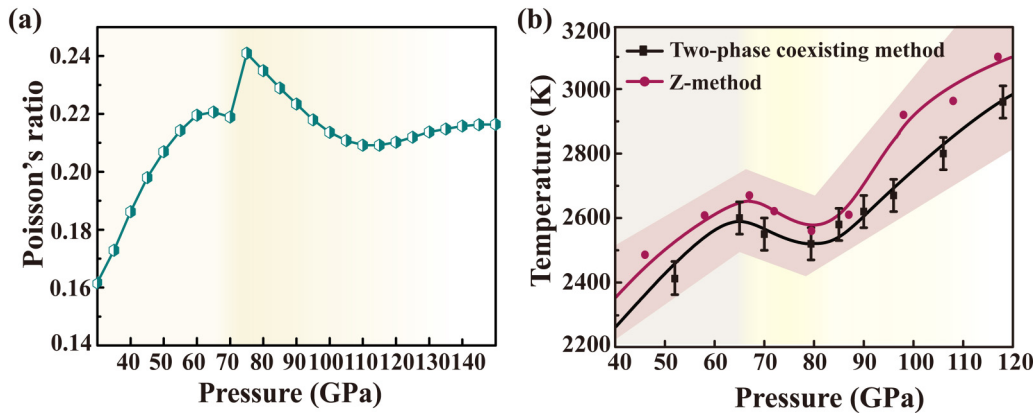 (a)
Poisson's ratio
0.24
0.22
0.20
0.18
0.16
0.14
40 50 60 70 80 90 100 110 120 130 140
Pressure (GPa)
(b)
Temperature (K)
3200
3000
2800
2600
2400
2200
Two-phase coexisting method
Z-method
40 50 60 70 80 90 100 110 120
Pressure (GPa)